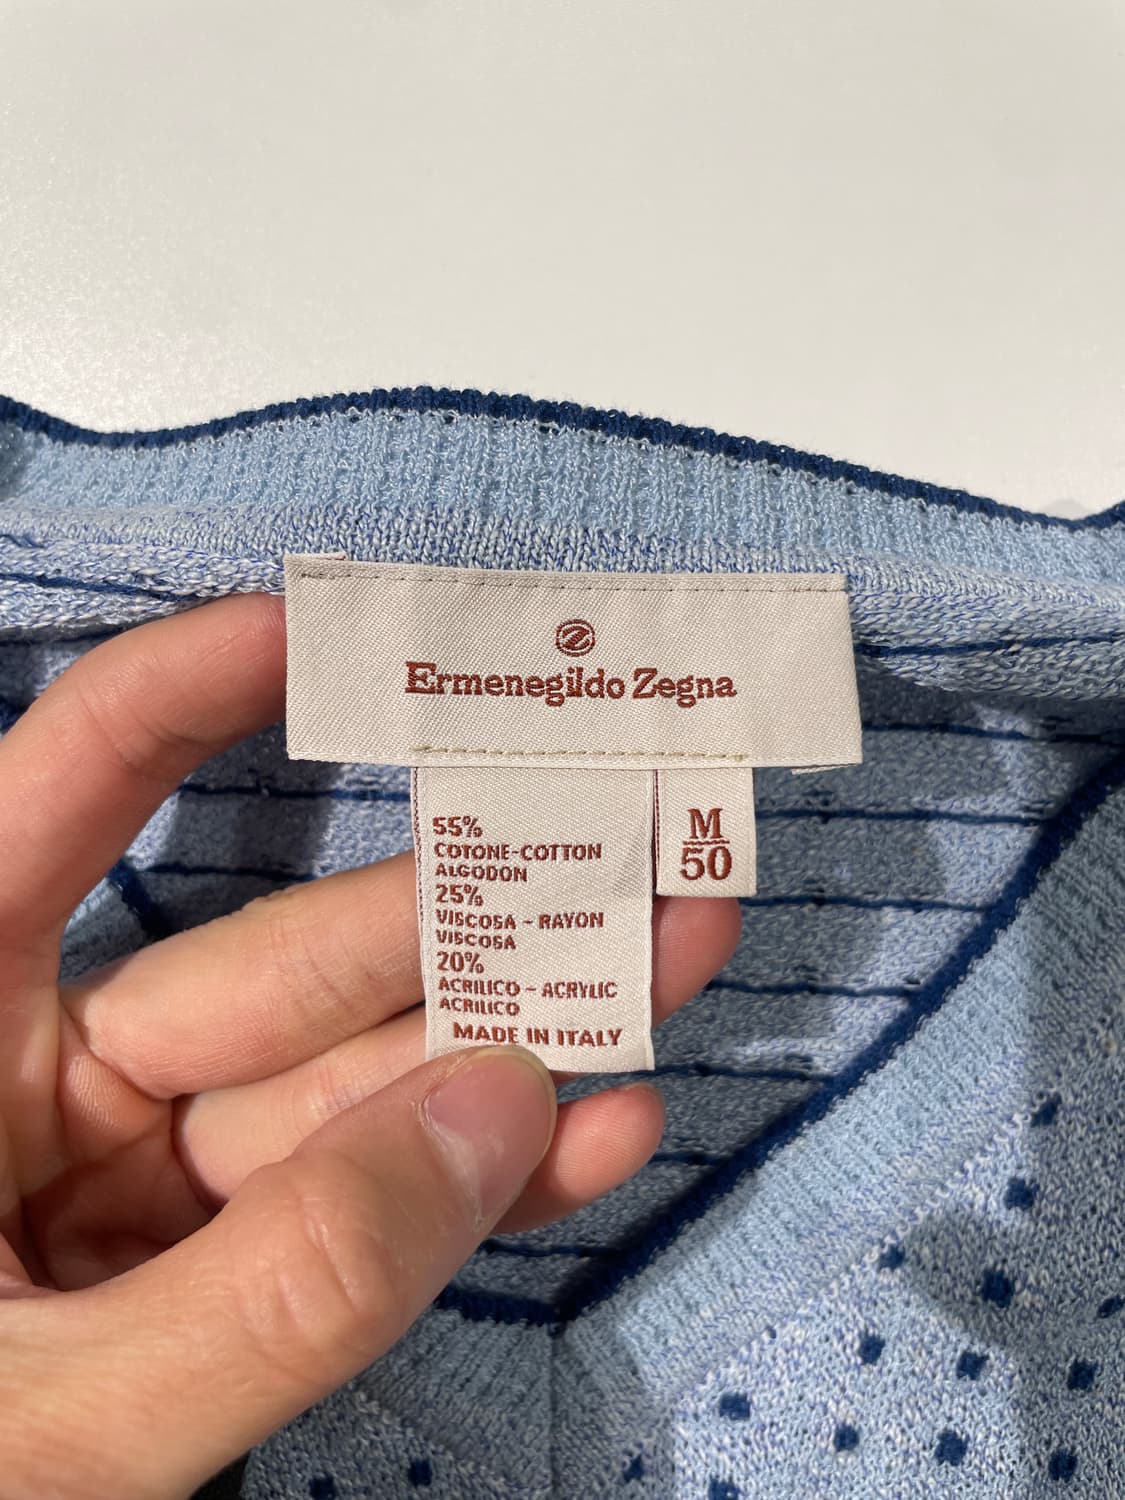 Ermenegildo Zegna
55%
COTONE-COTTON
ALGODON
25%
VISCOSA - RAYON
VISCOSA
20%
ACRILICO - ACRYLIC
ACRILICO
MADE IN ITALY
M
50